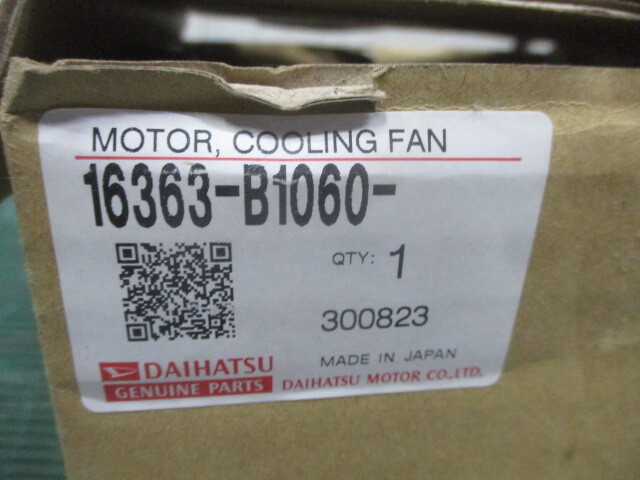 MOTOR, COOLING FAN
16363-B1060-
QTY: 1
300823
MADE IN JAPAN
DAIHATSU
GENUINE PARTS
DAIHATSU MOTOR CO.,LTD.